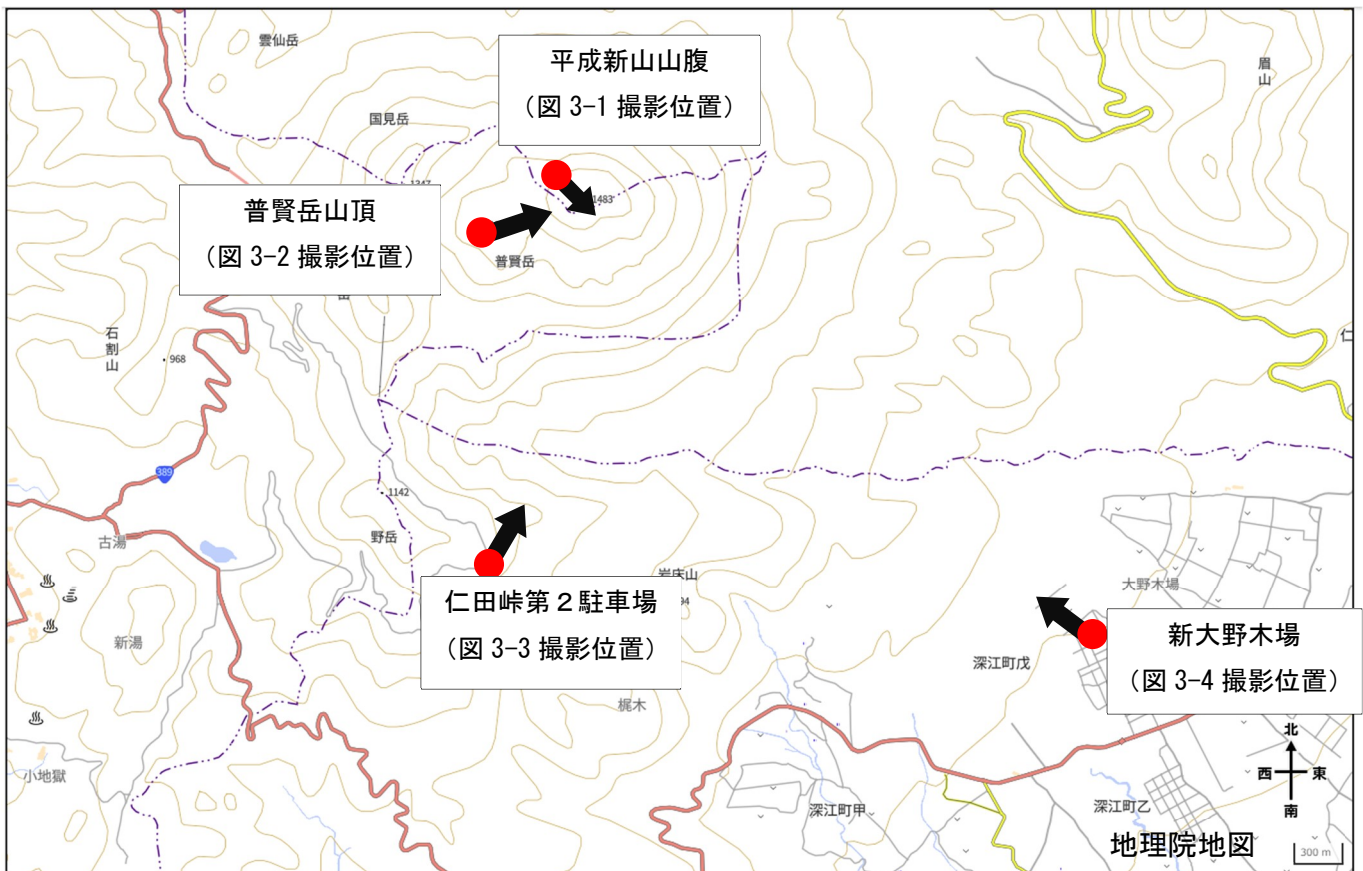 雲仙岳
平成新山山腹
（図 3-1 撮影位置）
眉山
国見岳
1347
1483
普賢岳山頂
（図 3-2 撮影位置）
普賢岳
石割山
968
仁
389
1142
古湯
野岳
岩床山
大野木場
仁田峠第２駐車場
（図 3-3 撮影位置）
94
新湯
新大野木場
（図 3-4 撮影位置）
深江町戊
梶木
北
西 東
南
小地獄
深江町甲
深江町乙
地理院地図
300 m